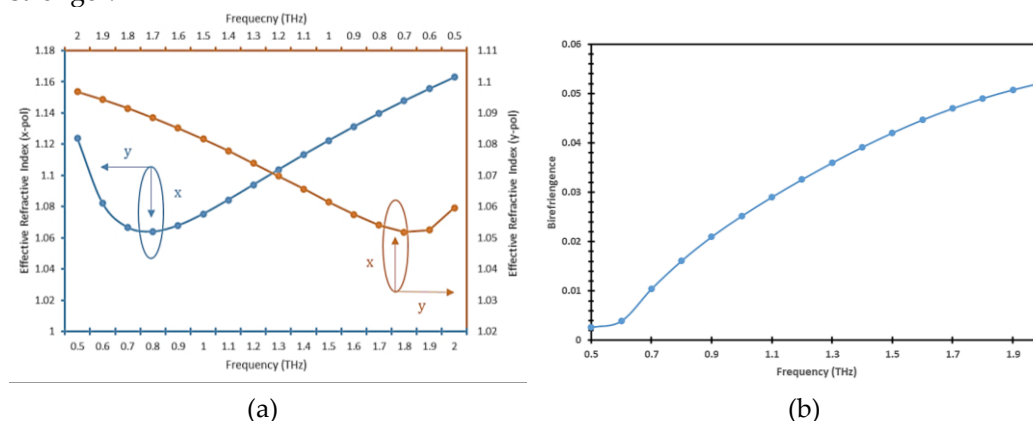 Frequecny (THz)
2 1.9 1.8 1.7 1.6 1.5 1.4 1.3 1.2 1.1 1 0.9 0.8 0.7 0.6 0.5
1.18
1.16
1.14
1.12
1.1
1.08
1.06
1.04
1.02
1
Effective Refractive Index (x-pol)
1.11
1.1
1.09
1.08
1.07
1.06
1.05
1.04
1.03
1.02
Effective Refractive Index (y-pol)
y
x
x
y
0.5 0.6 0.7 0.8 0.9 1 1.1 1.2 1.3 1.4 1.5 1.6 1.7 1.8 1.9 2
Frequency (THz)
(a)
0.06
0.05
0.04
0.03
0.02
0.01
0
Birefriengence
0.5 0.7 0.9 1.1 1.3 1.5 1.7 1.9
Frequency (THz)
(b)